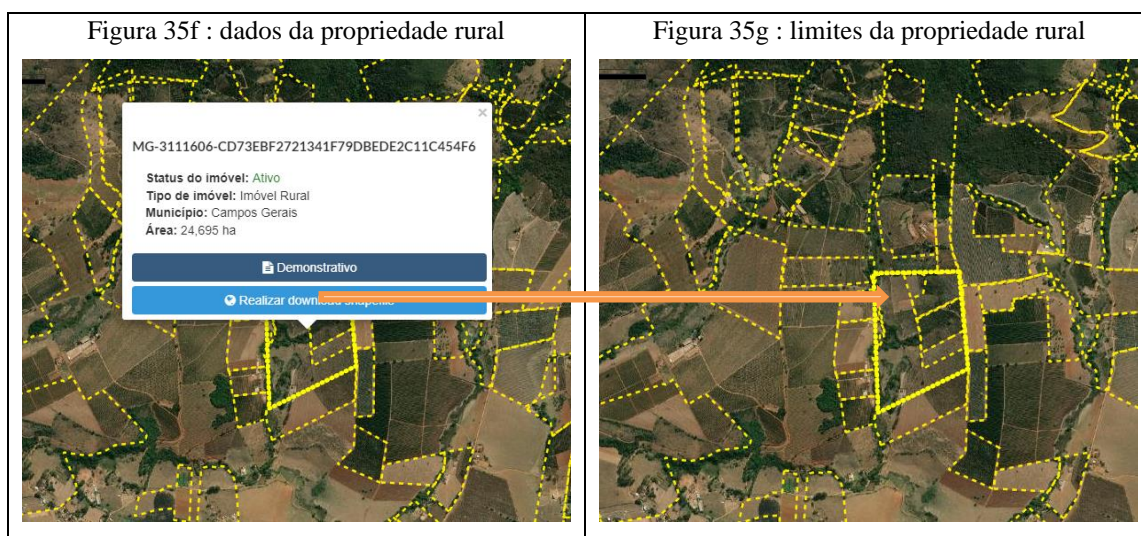 Figura 35f : dados da propriedade rural
Figura 35g : limites da propriedade rural
×
MG-3111606-CD73EBF2721341F79DBEDE2C11C454F6
Status do imóvel: Ativo
Tipo de imóvel: Imóvel Rural
Município: Campos Gerais
Área: 24,695 ha
Demonstrativo
Realizar download shapefile